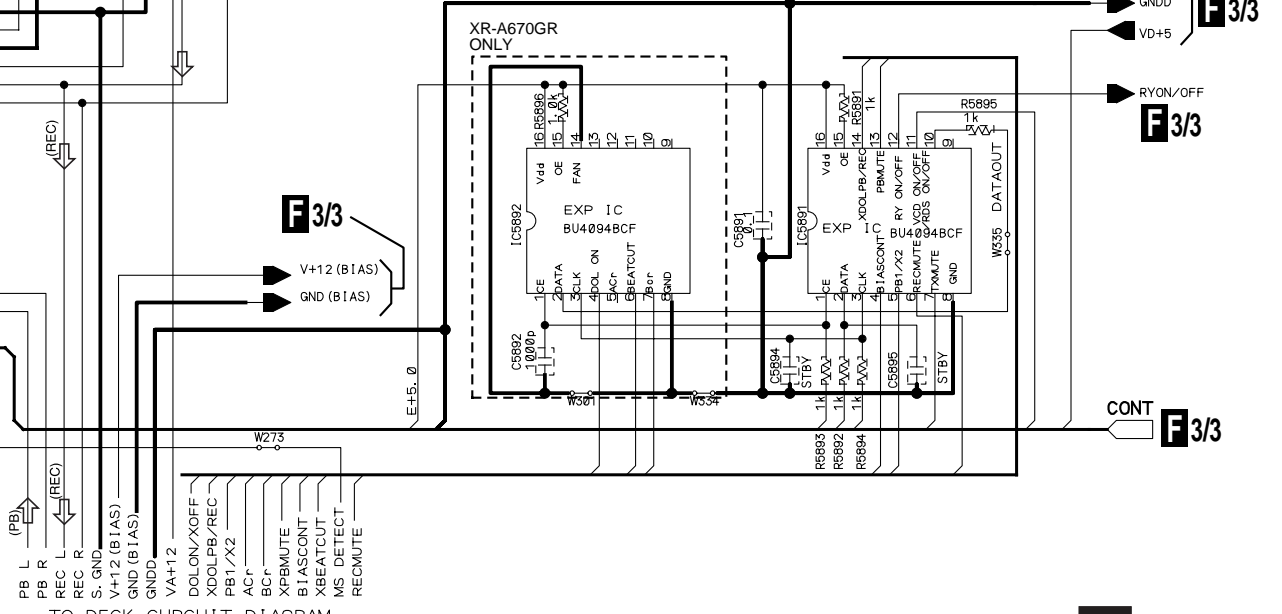 GNDD
F 3/3
VD+5
RYON/OFF
F 3/3
XR-A670GR
ONLY
R5896
1.0k
16 15 14 13 12 11 10 9
Vdd
OE
FAN
IC5892
EXP IC
BU4094BCF
CE
DATA
CLK
DOL ON
ACr
BEATCUT
Bcr
GND
1 2 3 4 5 6 7 8
C5892
1000p
W301
W334
C5891
0.1
R5891
1k
R5895
1k
16 15 14 13 12 11 10 9
Vdd
OE
XDOLPB/REC
PBMUTE
RY ON/OFF
VCD ON/OFF
/RDS ON/OFF
IC5891
EXP IC
BU4094BCF
CE
DATA
CLK
BIASCONT
PB1/X2
RECMUTE
TXMUTE
GND
1 2 3 4 5 6 7 8
DATAOUT
W335
C5894
STBY
C5895
STBY
1k
1k
1k
R5893
R5892
R5894
CONT
F 3/3
F 3/3
V+12(BIAS)
GND(BIAS)
E+5.0
W273
(REC)
(REC)
(PB)
PB L
PB R
REC L
REC R
S.GND
V+12(BIAS)
GND(BIAS)
GNDD
VA+12
DOLON/XOFF
XDOLPB/REC
PB1/X2
ACr
BCr
XPBMUTE
BIASCONT
XBEATCUT
MS DETECT
RECMUTE